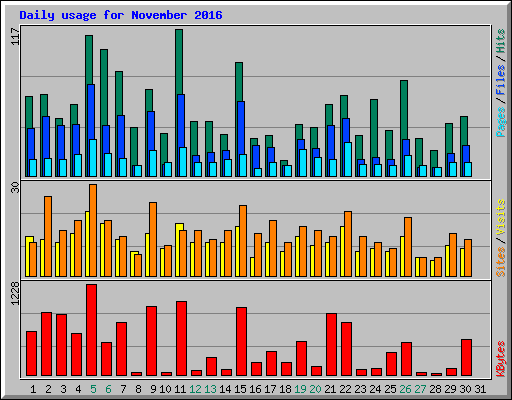 Daily usage for November 2016
117
Pages / Files / Hits
30
Sites / Visits
1228
KBytes
1 2 3 4 5 6 7 8 9 10 11 12 13 14 15 16 17 18 19 20 21 22 23 24 25 26 27 28 29 30 31